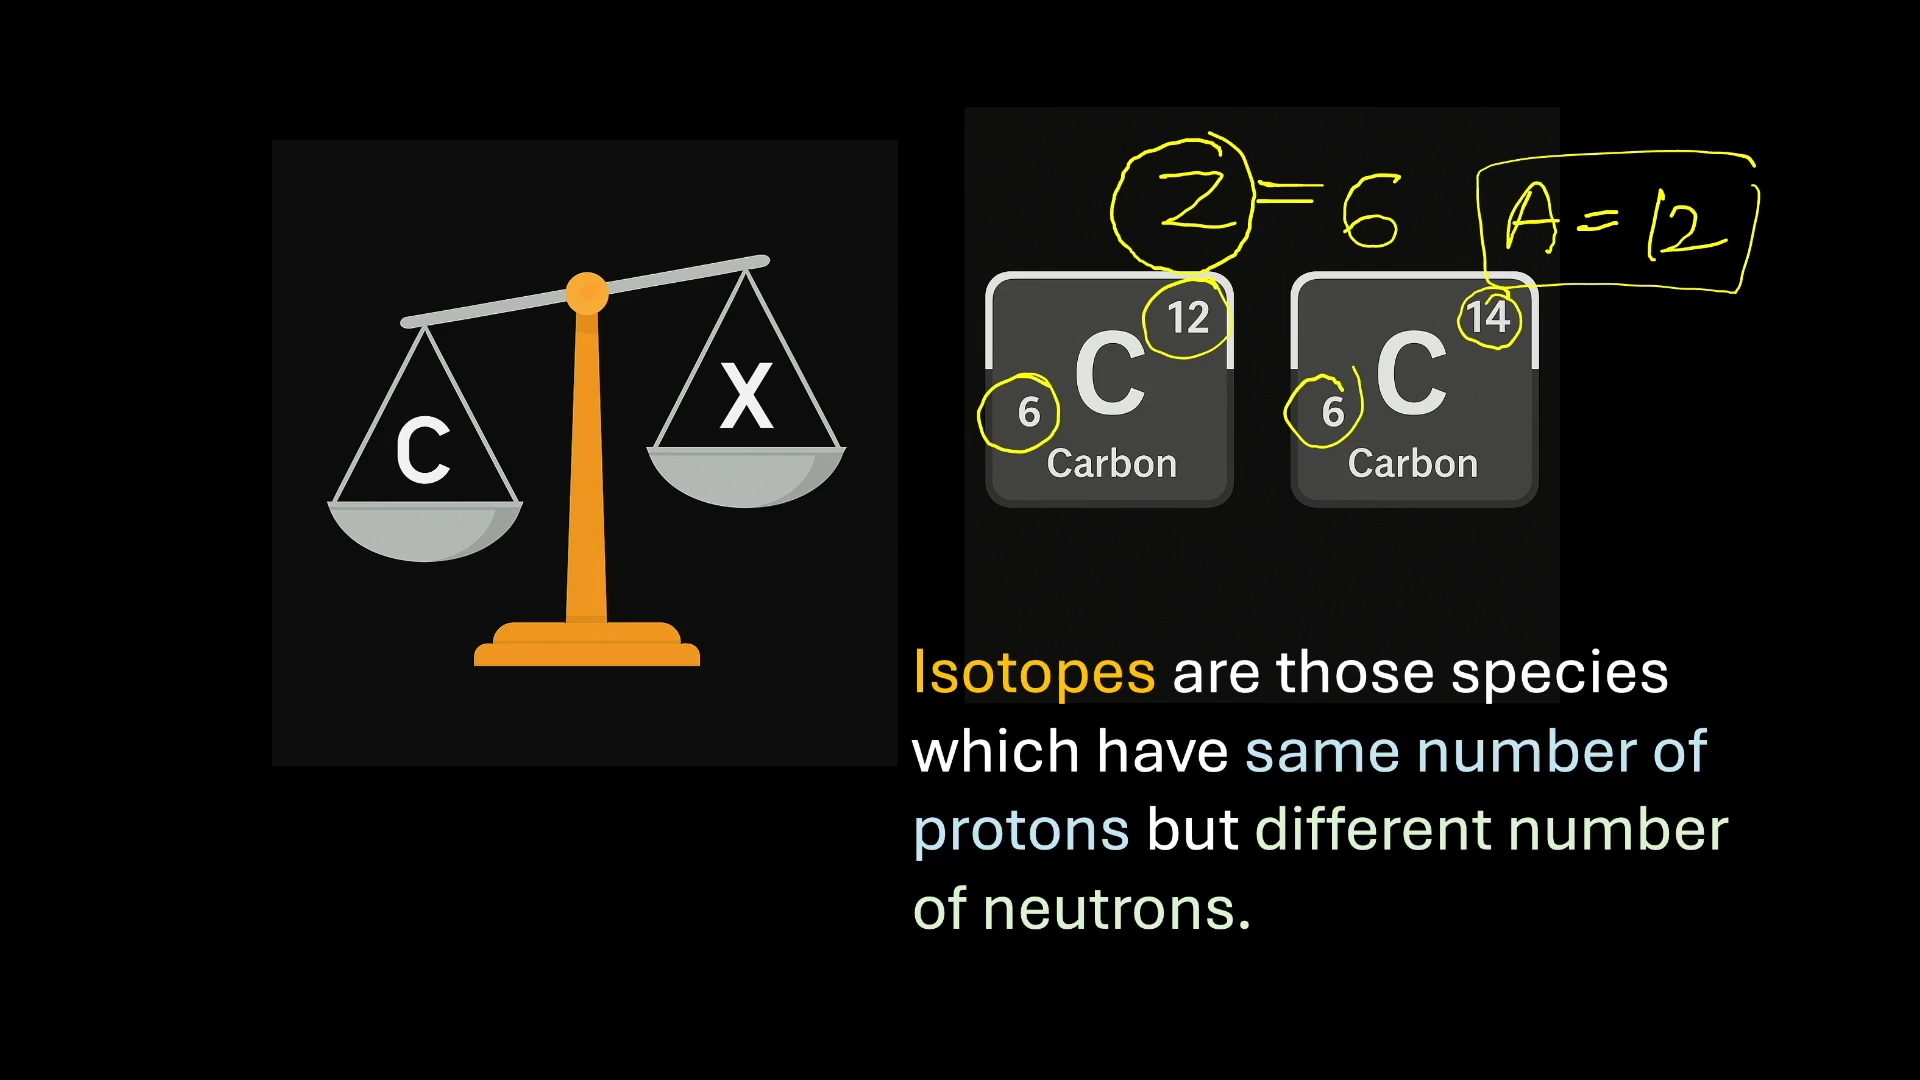 C
X
Z = 6
A = 12
12
C
6
Carbon
14
C
6
Carbon
Isotopes are those species
which have same number of
protons but different number
of neutrons.